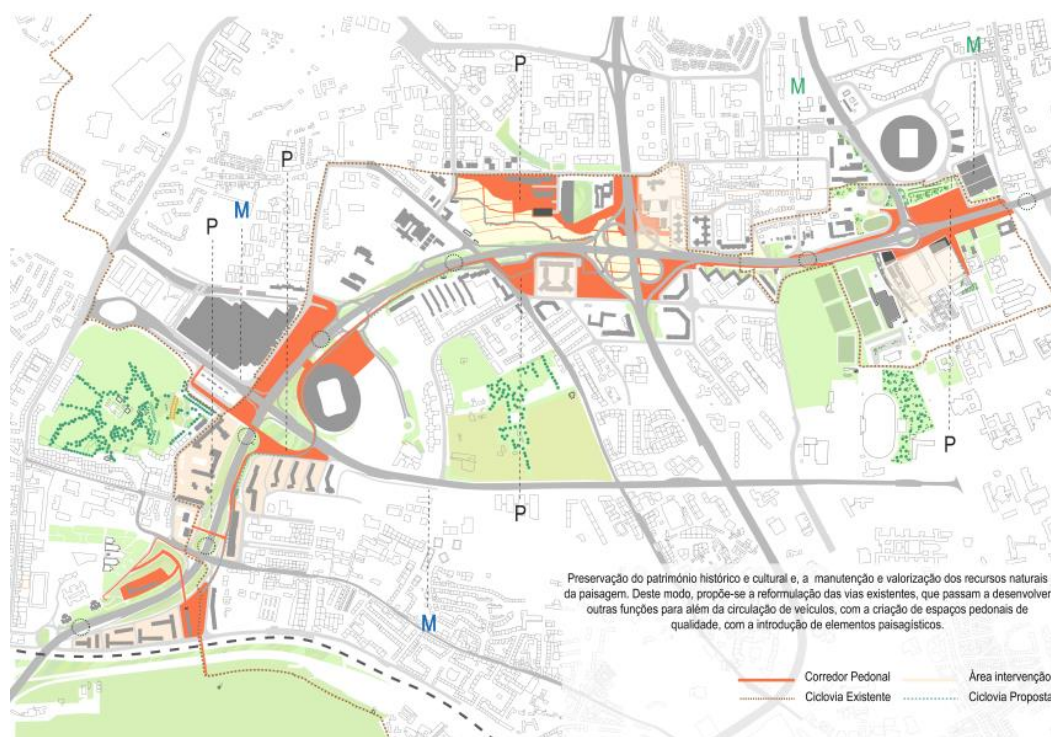 M
P
M
P
M
P
P
P
M
Preservação do património histórico e cultural e, a manutenção e valorização dos recursos naturais
da paisagem. Deste modo, propõe-se a reformulação das vias existentes, que passam a desenvolver
outras funções para além da circulação de veículos, com a criação de espaços pedonais de
qualidade, com a introdução de elementos paisagísticos.
Corredor Pedonal
Àrea intervenção
Ciclovia Existente
Ciclovia Proposta